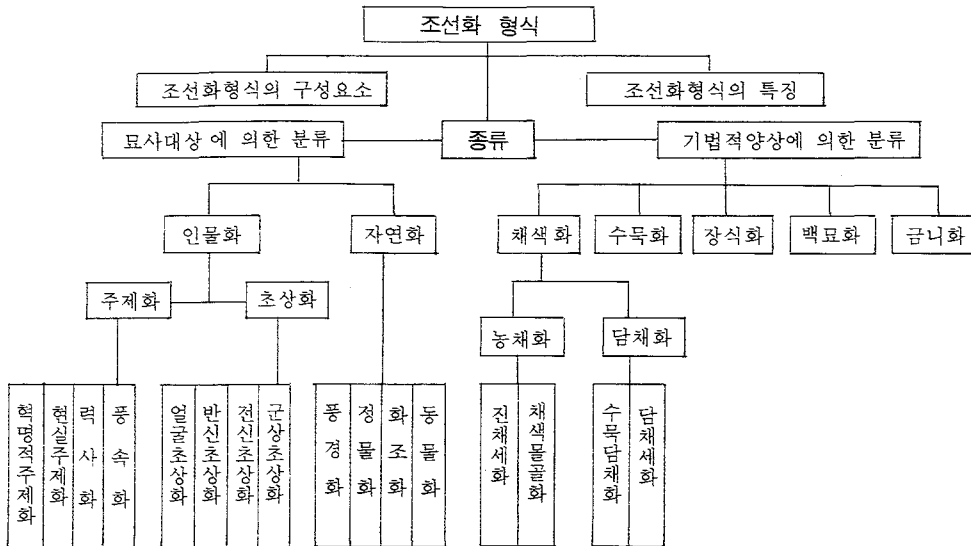 조선화 형식
조선화형식의 구성요소
조선화형식의 특징
묘사대상에 의한 분류
종류
기법적양상에 의한 분류
인물화
자연화
채색화
수묵화
장식화
백묘화
금니화
주제화
초상화
농채화
담채화
혁명적주제화
현실주제화
력사화
풍속화
얼굴초상화
반신초상화
전신초상화
군상초상화
풍경화
정물화
화조화
동물화
진채세화
채색몰골화
수묵담채화
담채세화